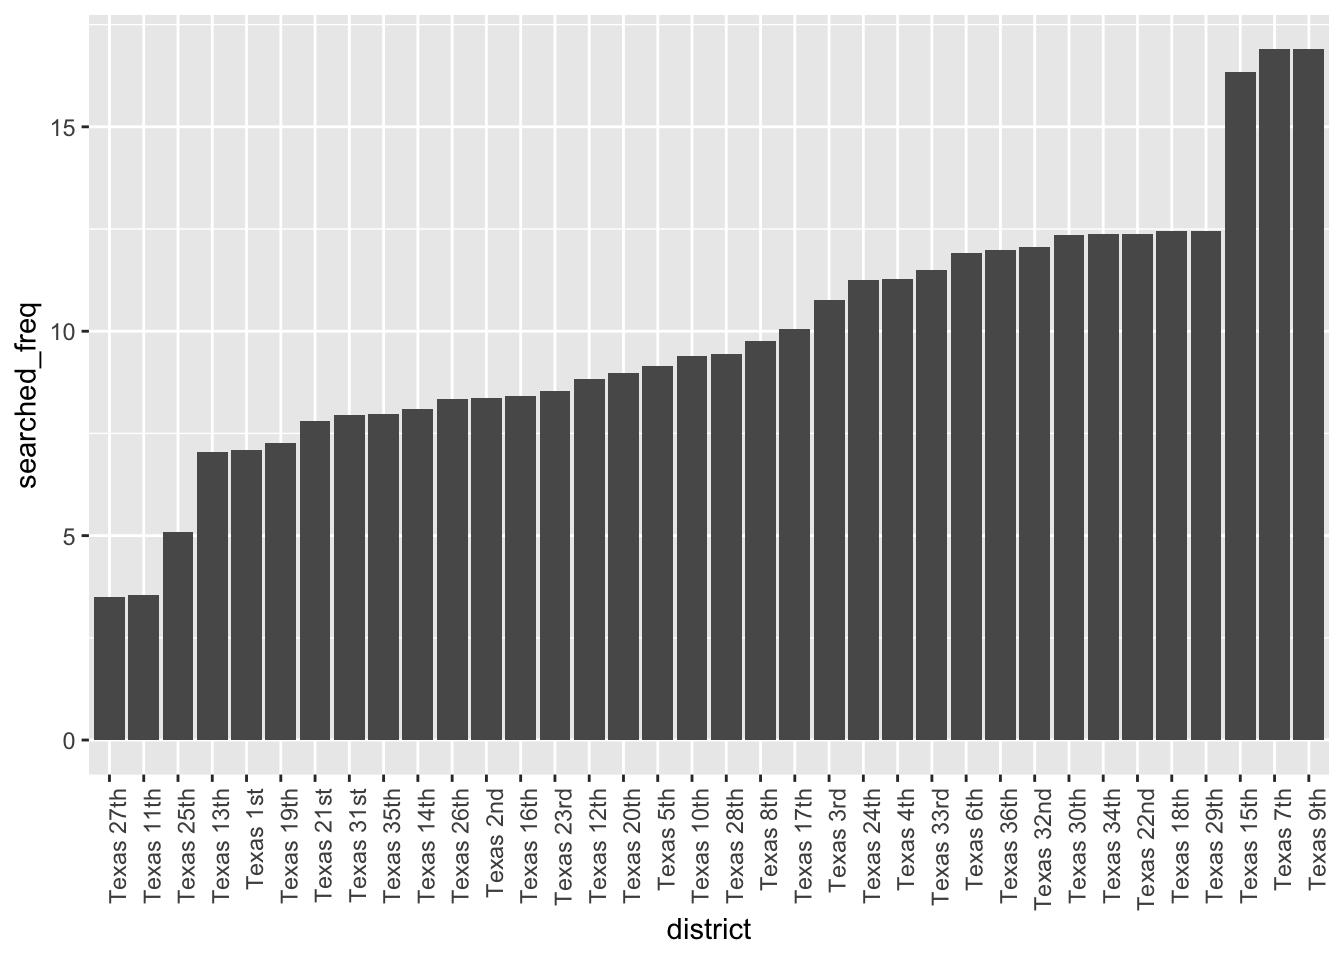 searched_freq
15
10
5
0
Texas 27th
Texas 11th
Texas 25th
Texas 13th
Texas 1st
Texas 19th
Texas 21st
Texas 31st
Texas 35th
Texas 14th
Texas 26th
Texas 2nd
Texas 16th
Texas 23rd
Texas 12th
Texas 20th
Texas 5th
Texas 10th
Texas 28th
Texas 8th
Texas 17th
Texas 3rd
Texas 24th
Texas 4th
Texas 33rd
Texas 6th
Texas 36th
Texas 32nd
Texas 30th
Texas 34th
Texas 22nd
Texas 18th
Texas 29th
Texas 15th
Texas 7th
Texas 9th
district